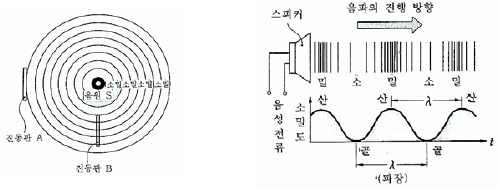 소밀소밀소밀소밀
음원 S
진동판 A
진동판 B
음파의 진행 방향
스피커
밀 소 밀 소 밀
음성전류
소밀도
산 산 λ 산
골 골
t
λ
(파장)